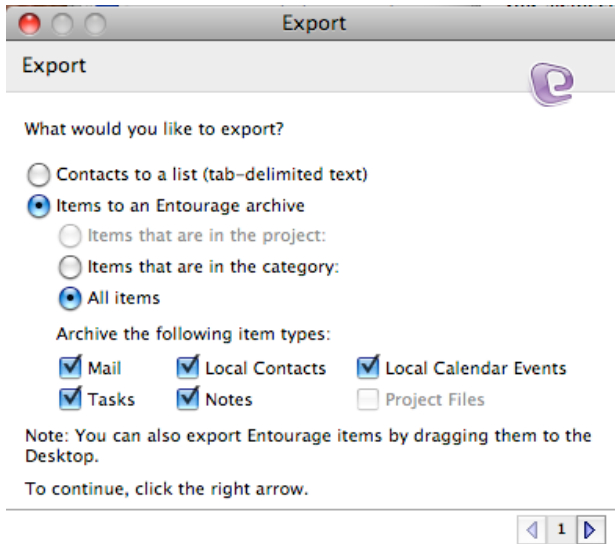 Export
Export
What would you like to export?
Contacts to a list (tab-delimited text)
Items to an Entourage archive
Items that are in the project:
Items that are in the category:
All items
Archive the following item types:
Mail Local Contacts Local Calendar Events
Tasks Notes Project Files
Note: You can also export Entourage items by dragging them to the
Desktop.
To continue, click the right arrow.
1